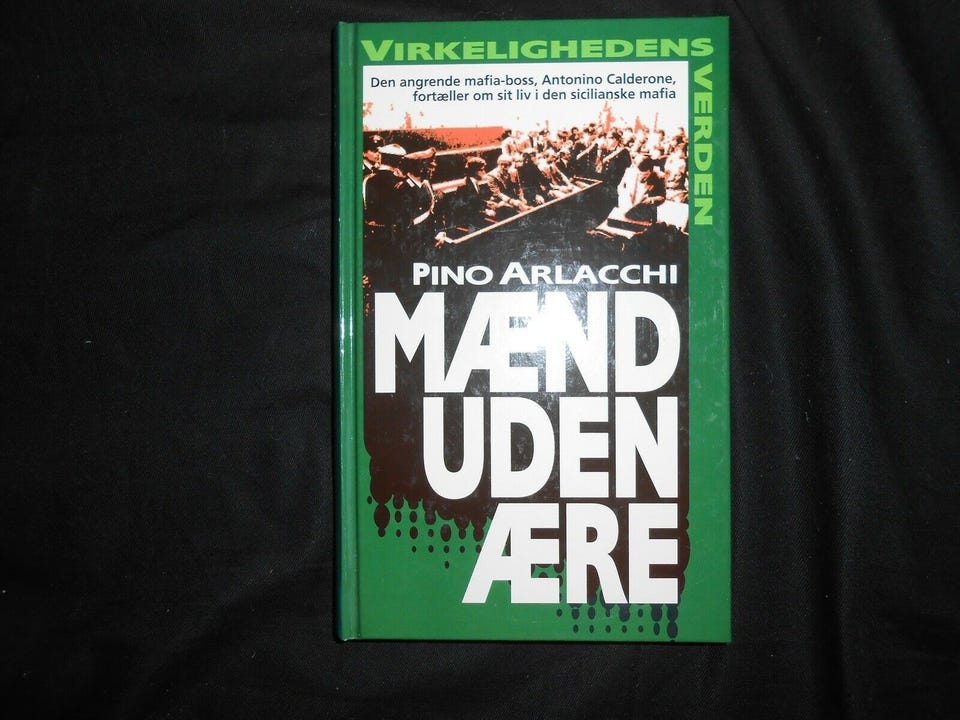 VIRKELIGHEDENS
VERDEN
Den angrende mafia-boss, Antonino Calderone,
fortæller om sit liv i den sicilianske mafia
PINO ARLACCHI
MÆND
UDEN
ÆRE